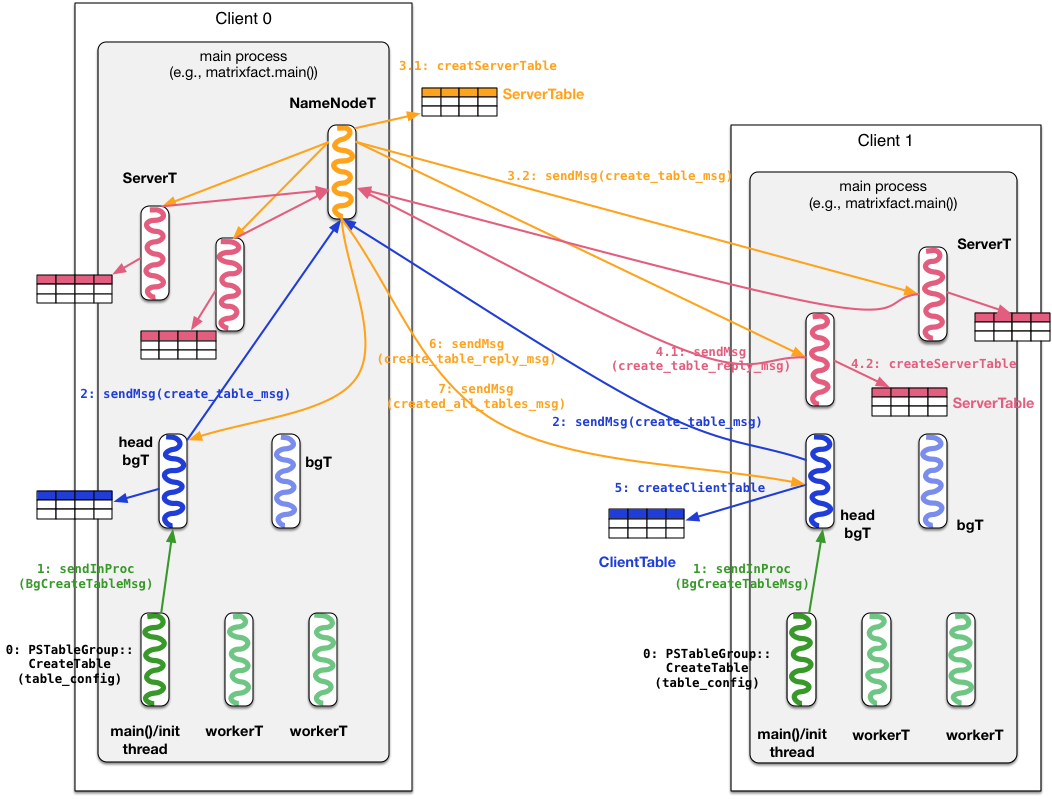 Client 0
main process
(e.g., matrixfact.main())
3.1: creatServerTable
ServerTable
NameNodeT
Client 1
main process
(e.g., matrixfact.main())
3.2: sendMsg(create_table_msg)
ServerT
ServerT
6: sendMsg
(create_table_reply_msg)
4.1: sendMsg
(create_table_reply_msg)
4.2: createServerTable
ServerTable
7: sendMsg
(created_all_tables_msg)
2: sendMsg(create_table_msg)
2: sendMsg(create_table_msg)
head
bgT
bgT
5: createClientTable
head
bgT
bgT
ClientTable
1: sendInProc
(BgCreateTableMsg)
1: sendInProc
(BgCreateTableMsg)
0: PSTableGroup::
CreateTable
(table_config)
0: PSTableGroup::
CreateTable
(table_config)
main()/init
thread
workerT
workerT
main()/init
thread
workerT
workerT